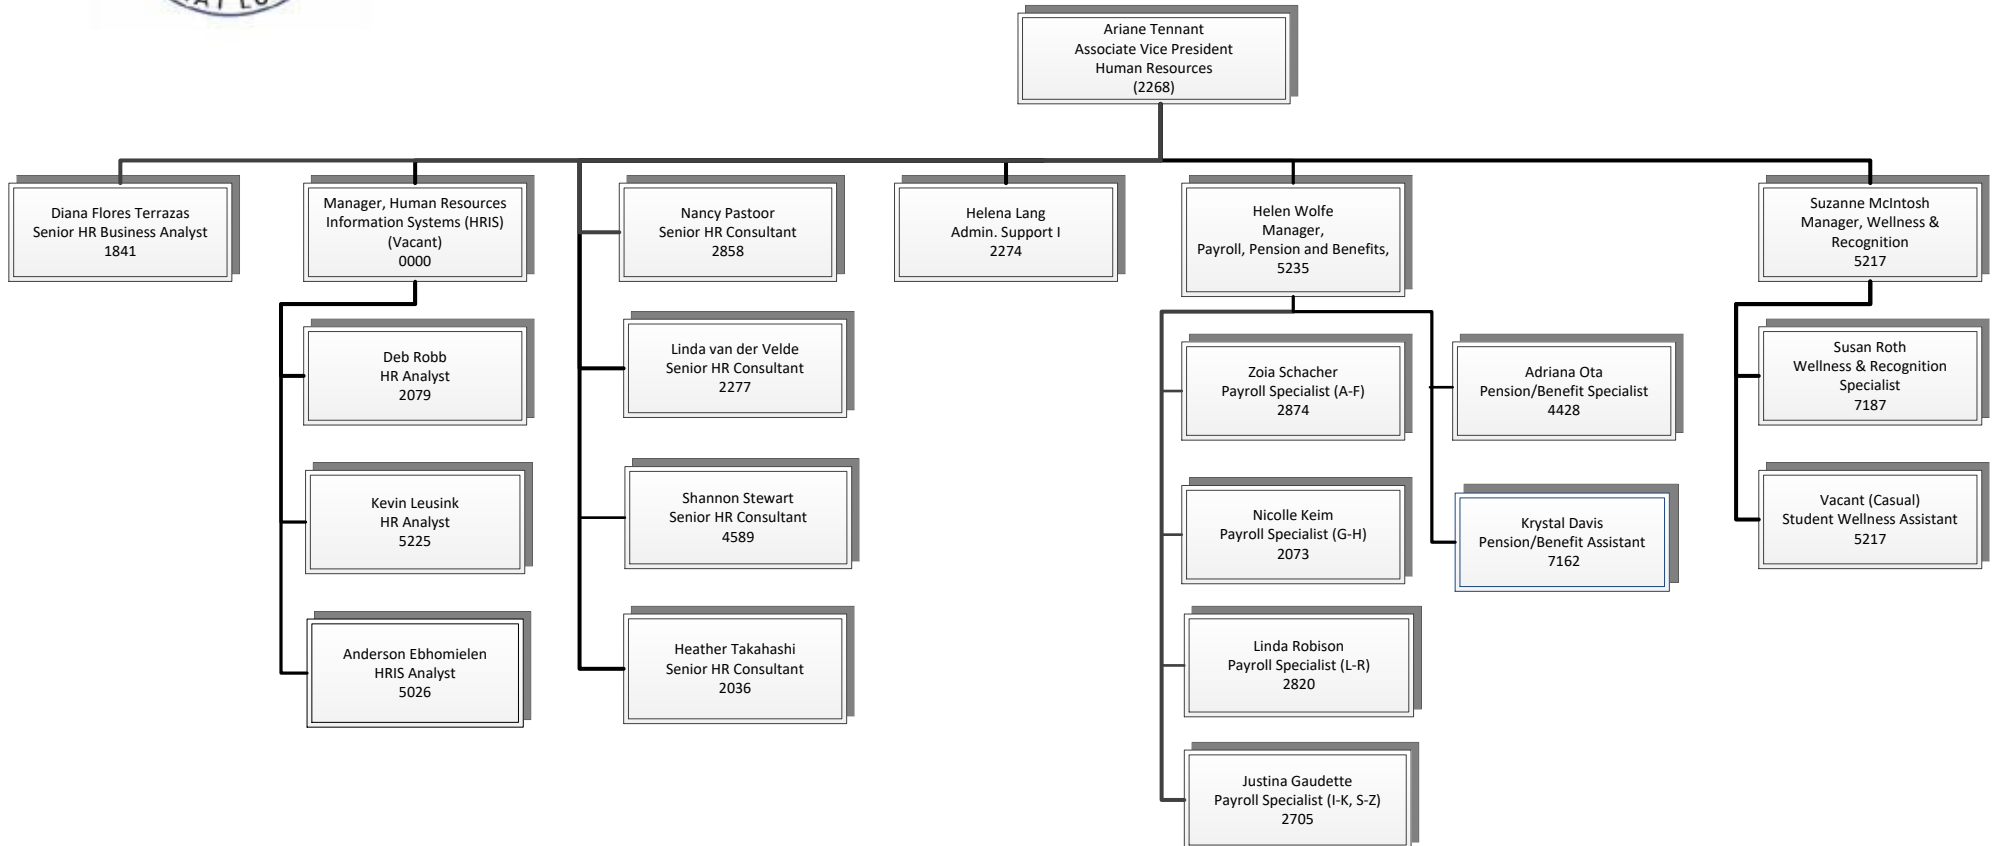 Ariane Tennant
Associate Vice President
Human Resources
(2268)
Diana Flores Terrazas
Senior HR Business Analyst
1841
Manager, Human Resources
Information Systems (HRIS)
(Vacant)
0000
Nancy Pastoor
Senior HR Consultant
2858
Helena Lang
Admin. Support I
2274
Helen Wolfe
Manager,
Payroll, Pension and Benefits,
5235
Suzanne McIntosh
Manager, Wellness &
Recognition
5217
Deb Robb
HR Analyst
2079
Kevin Leusink
HR Analyst
5225
Anderson Ebhomielen
HRIS Analyst
5026
Linda van der Velde
Senior HR Consultant
2277
Shannon Stewart
Senior HR Consultant
4589
Heather Takahashi
Senior HR Consultant
2036
Zoia Schacher
Payroll Specialist (A-F)
2874
Nicolle Keim
Payroll Specialist (G-H)
2073
Linda Robison
Payroll Specialist (L-R)
2820
Justina Gaudette
Payroll Specialist (I-K, S-Z)
2705
Adriana Ota
Pension/Benefit Specialist
4428
Krystal Davis
Pension/Benefit Assistant
7162
Susan Roth
Wellness & Recognition
Specialist
7187
Vacant (Casual)
Student Wellness Assistant
5217